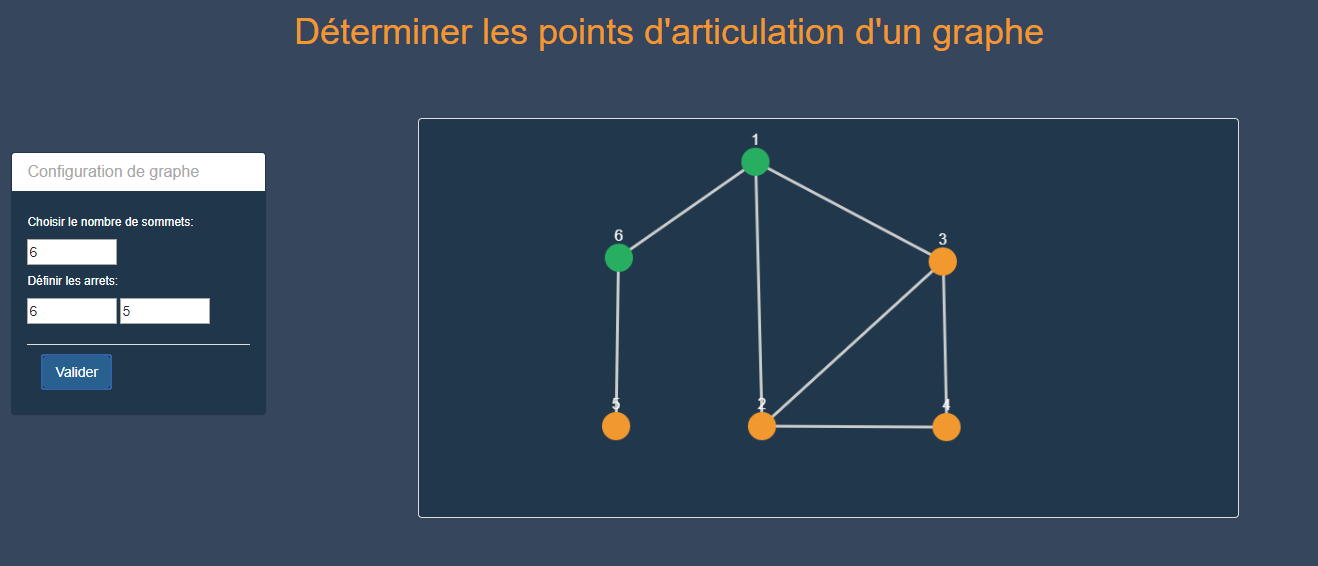 Déterminer les points d'articulation d'un graphe
Configuration de graphe
Choisir le nombre de sommets:
6
Définir les arrets:
6 5
Valider
1
6
3
5 2 4